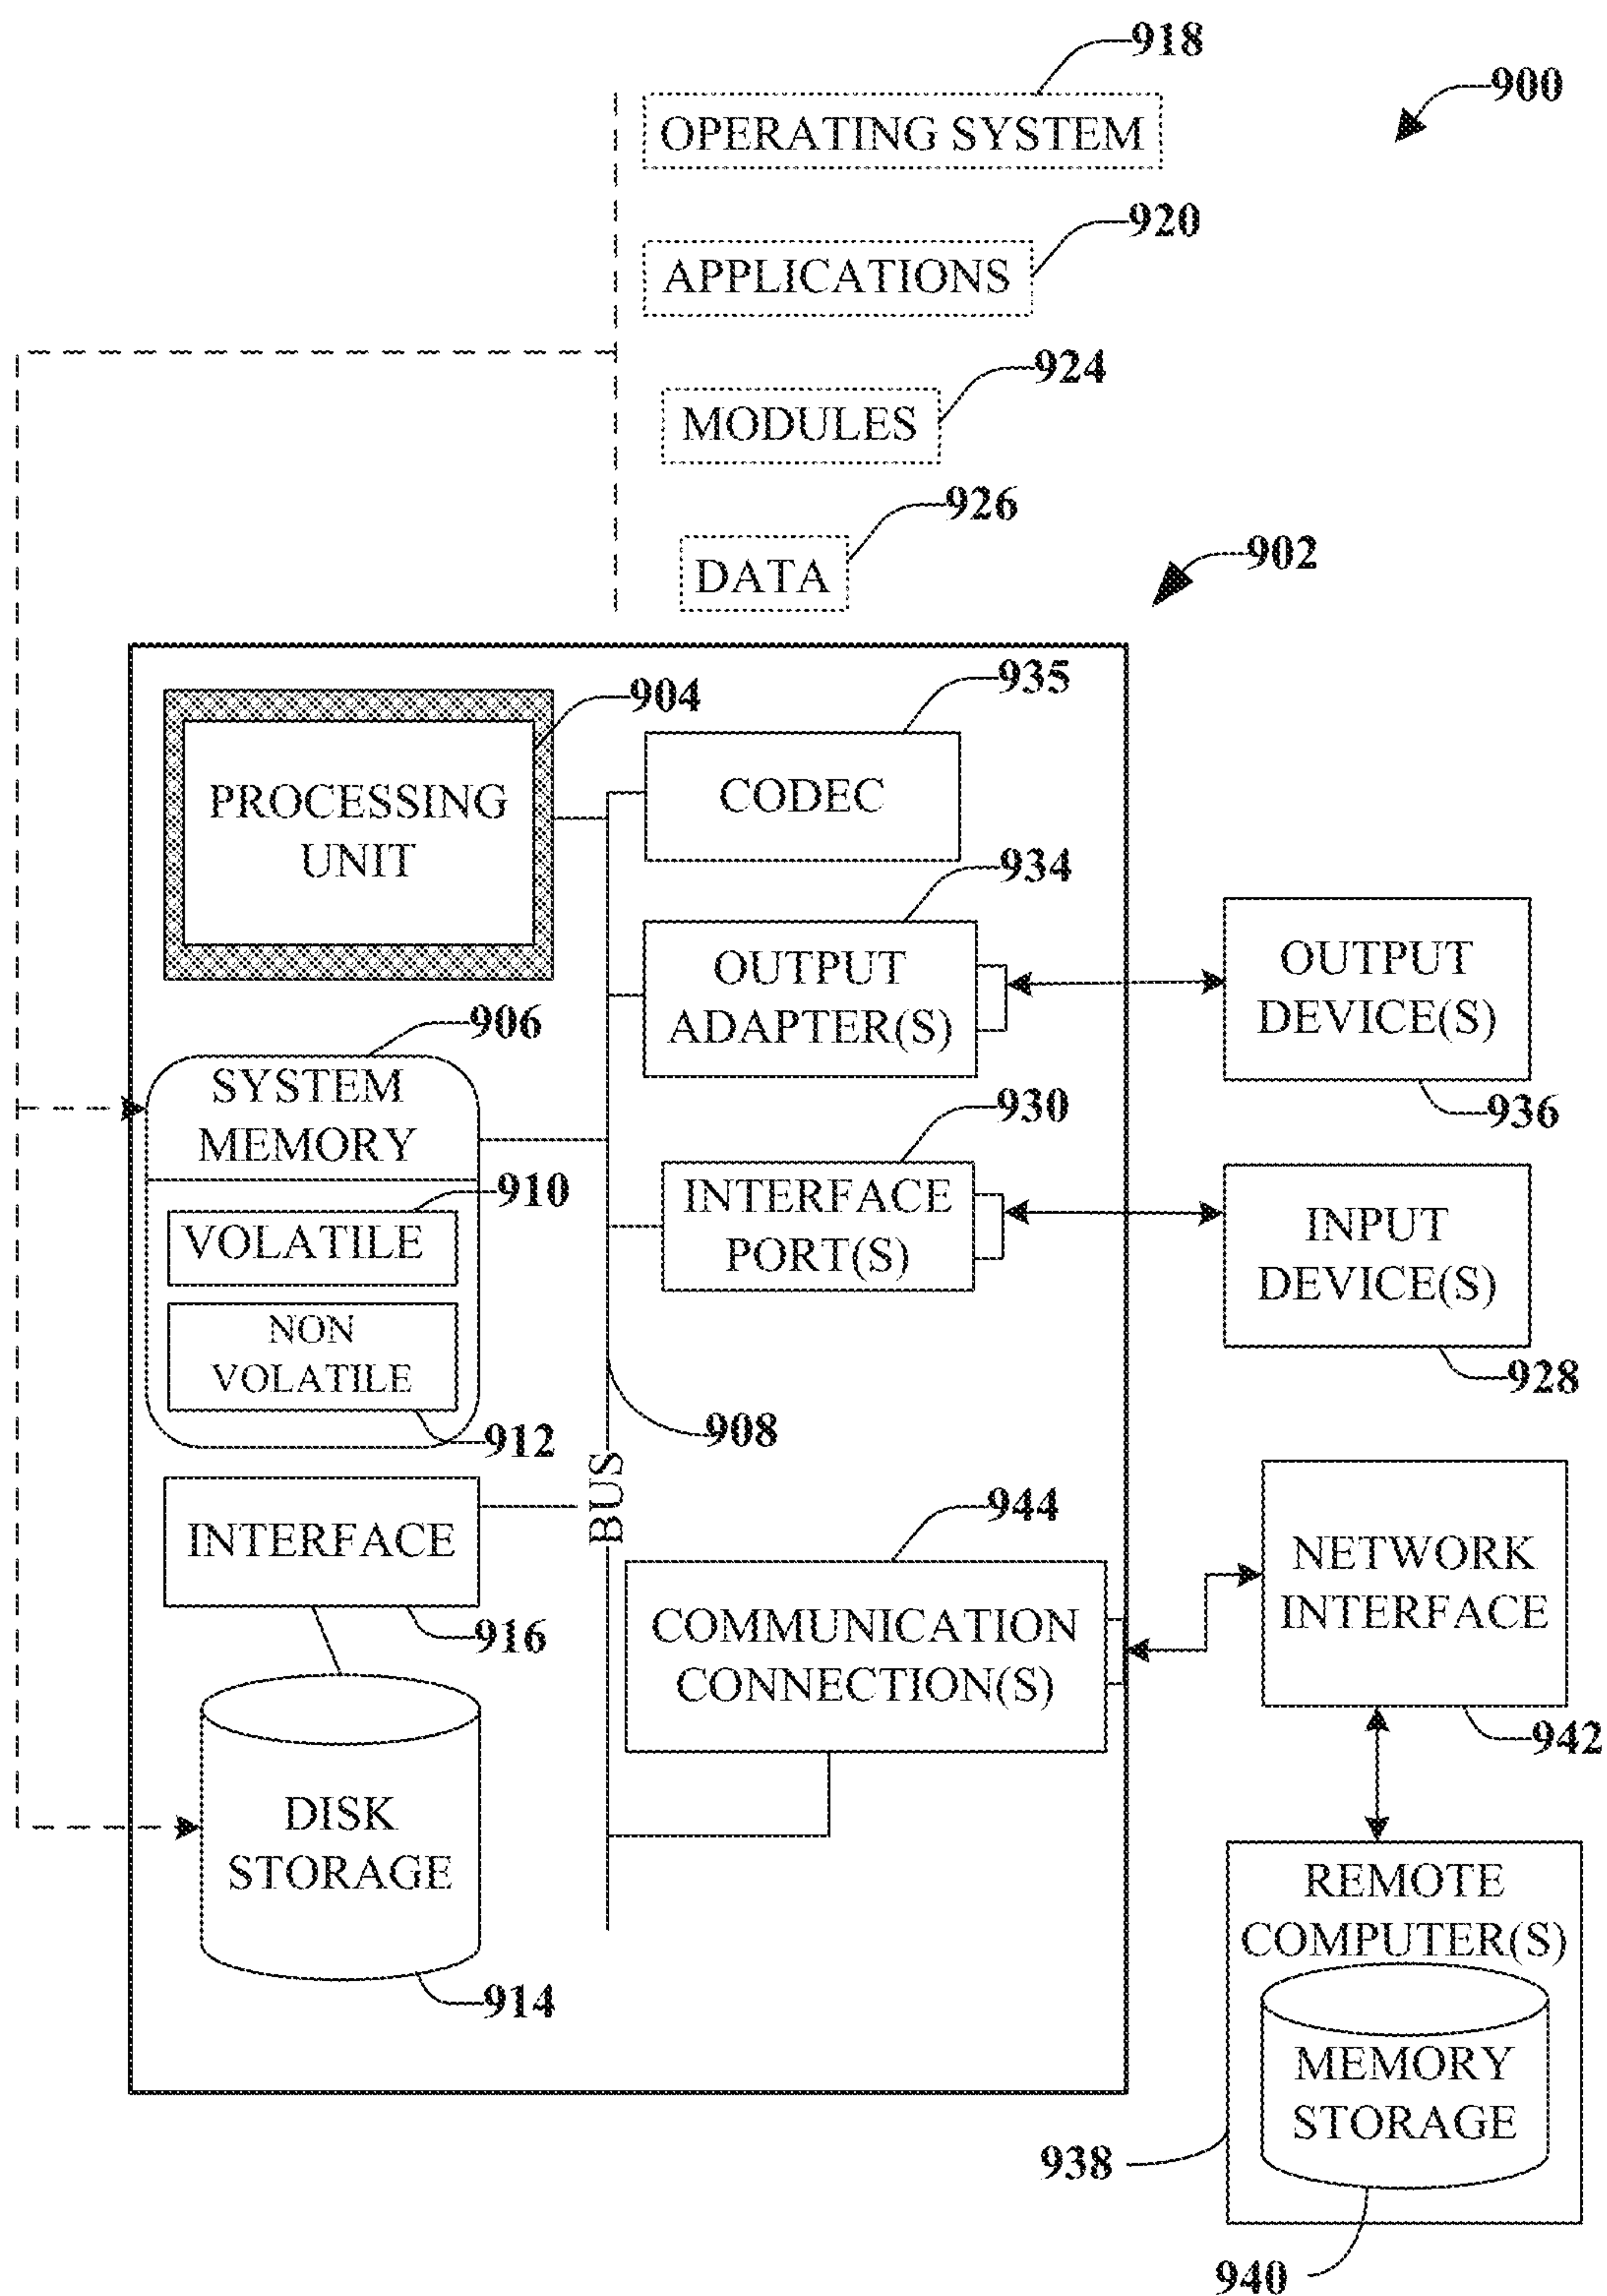 918
900
OPERATING SYSTEM
920
APPLICATIONS
924
MODULES
926
DATA
902
904
935
PROCESSING
UNIT
CODEC
934
OUTPUT
ADAPTER(S)
OUTPUT
DEVICE(S)
936
906
SYSTEM
MEMORY
930
910
VOLATILE
INTERFACE
PORT(S)
INPUT
DEVICE(S)
928
NON
VOLATILE
912
908
BUS
INTERFACE
916
944
COMMUNICATION
CONNECTION(S)
NETWORK
INTERFACE
942
DISK
STORAGE
914
REMOTE
COMPUTER(S)
MEMORY
STORAGE
938
940